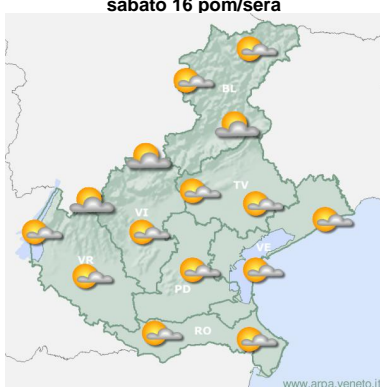 sabato 16 pom/sera
BL
TV
VI
VE
VR
PD
RO
www.arpa.veneto.it